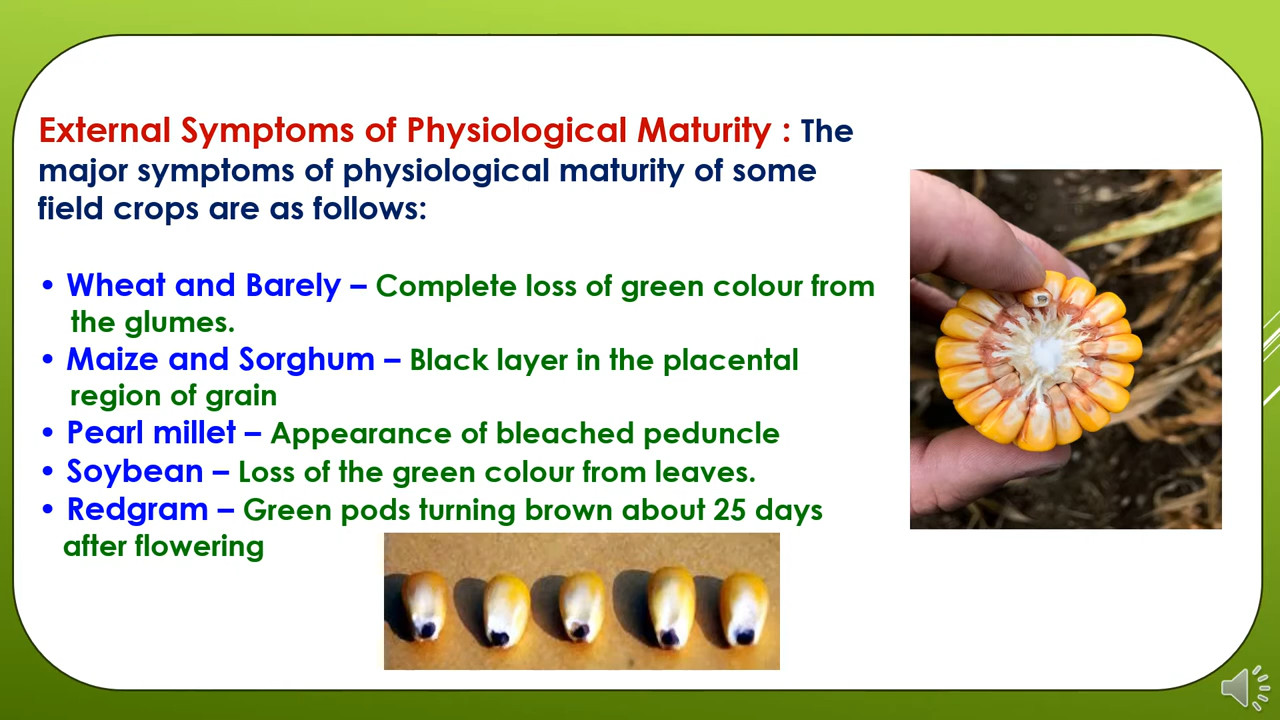 External Symptoms of Physiological Maturity : The
major symptoms of physiological maturity of some
field crops are as follows:
• Wheat and Barely – Complete loss of green colour from
the glumes.
• Maize and Sorghum – Black layer in the placental
region of grain
• Pearl millet – Appearance of bleached peduncle
• Soybean – Loss of the green colour from leaves.
• Redgram – Green pods turning brown about 25 days
after flowering